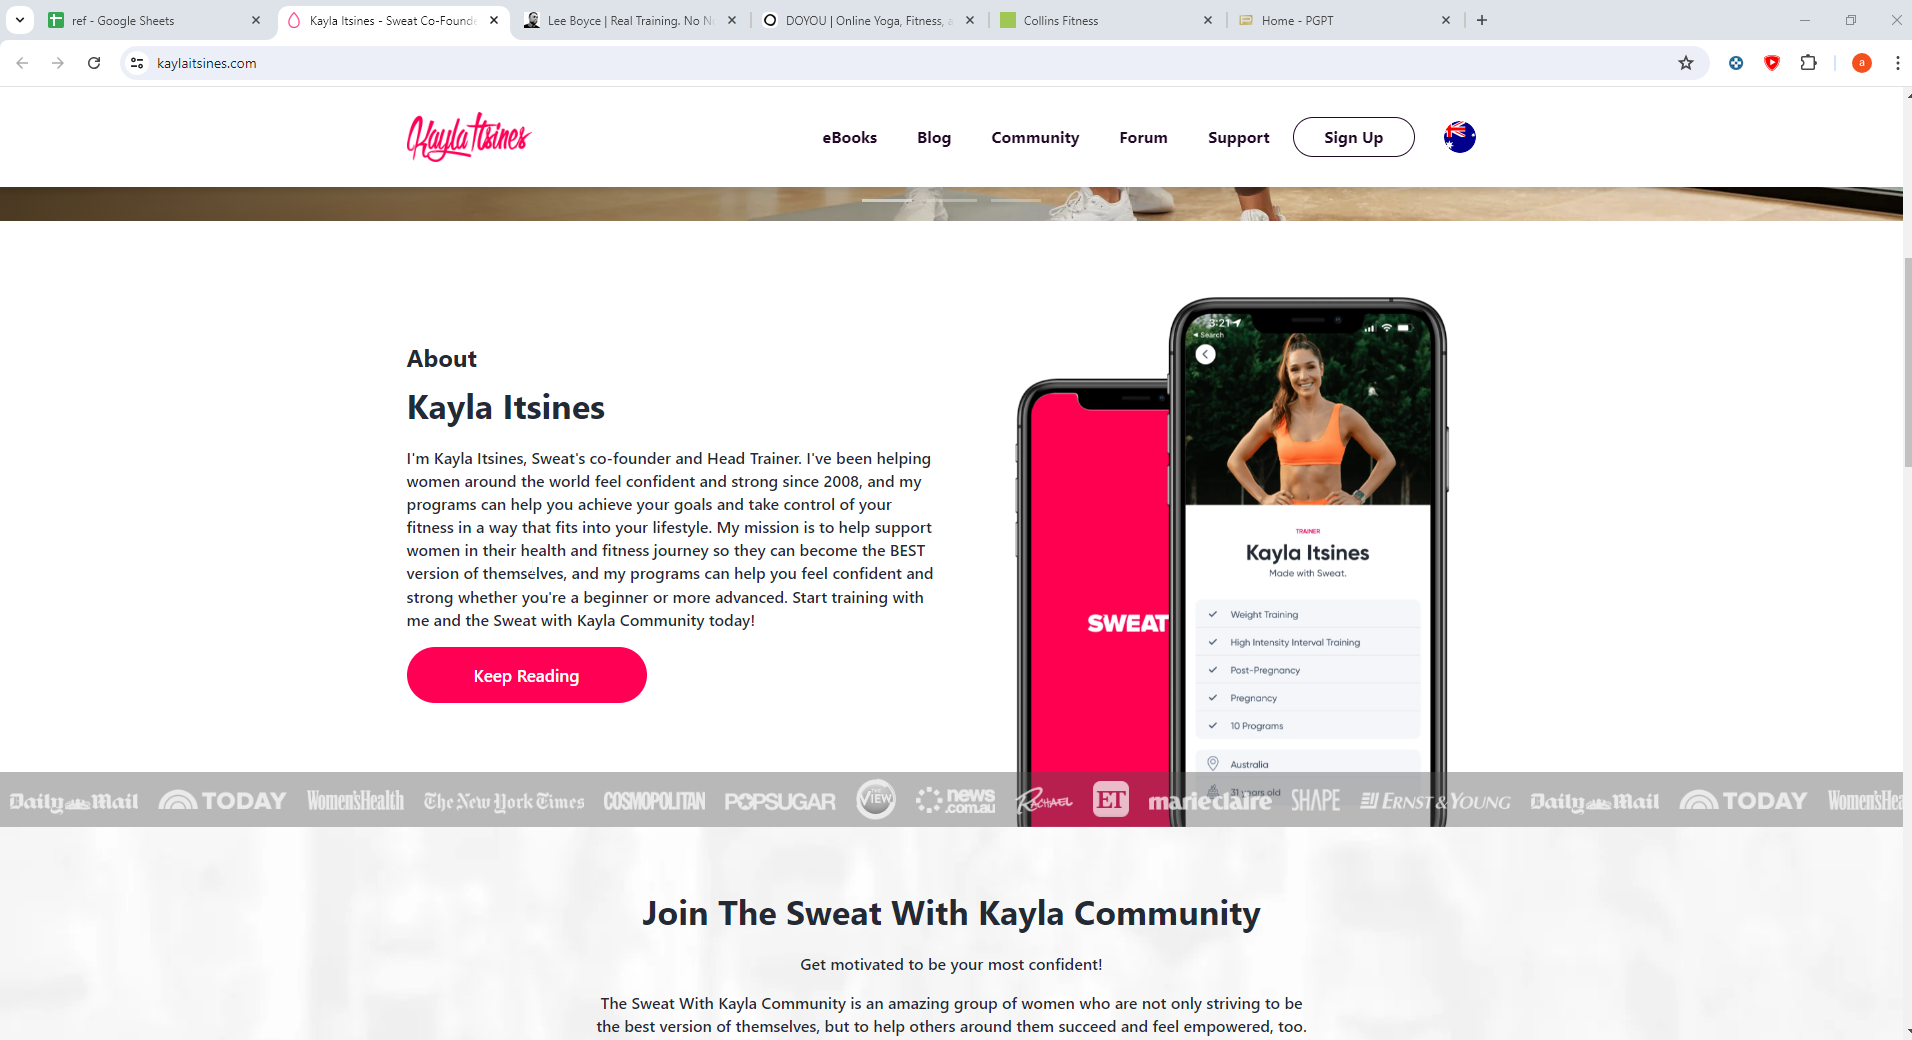 ref - Google Sheets
Kayla Itsines - Sweat Co-Founde
Lee Boyce | Real Training. No N
DOYOU | Online Yoga, Fitness, a
Collins Fitness
Home - PGPT
kaylaitsines.com
a
Kayla Itsines
eBooks
Blog
Community
Forum
Support
Sign Up
About
Kayla Itsines
I'm Kayla Itsines, Sweat's co-founder and Head Trainer. I've been helping
women around the world feel confident and strong since 2008, and my
programs can help you achieve your goals and take control of your
fitness in a way that fits into your lifestyle. My mission is to help support
women in their health and fitness journey so they can become the BEST
version of themselves, and my programs can help you feel confident and
strong whether you're a beginner or more advanced. Start training with
me and the Sweat with Kayla Community today!
Keep Reading
SWEAT
3:21
Search
TRAINER
Kayla Itsines
Made with Sweat.
Weight Training
High Intensity Interval Training
Post-Pregnancy
Pregnancy
10 Programs
Australia
31 years old
Daily Mail
TODAY
Women'sHealth
The New York Times
COSMOPOLITAN
POPSUGAR
THE VIEW
news.com.au
RACHAEL
ET
marie claire
SHAPE
ERNST & YOUNG
Daily Mail
TODAY
Women'sHea
Join The Sweat With Kayla Community
Get motivated to be your most confident!
The Sweat With Kayla Community is an amazing group of women who are not only striving to be
the best version of themselves, but to help others around them succeed and feel empowered, too.